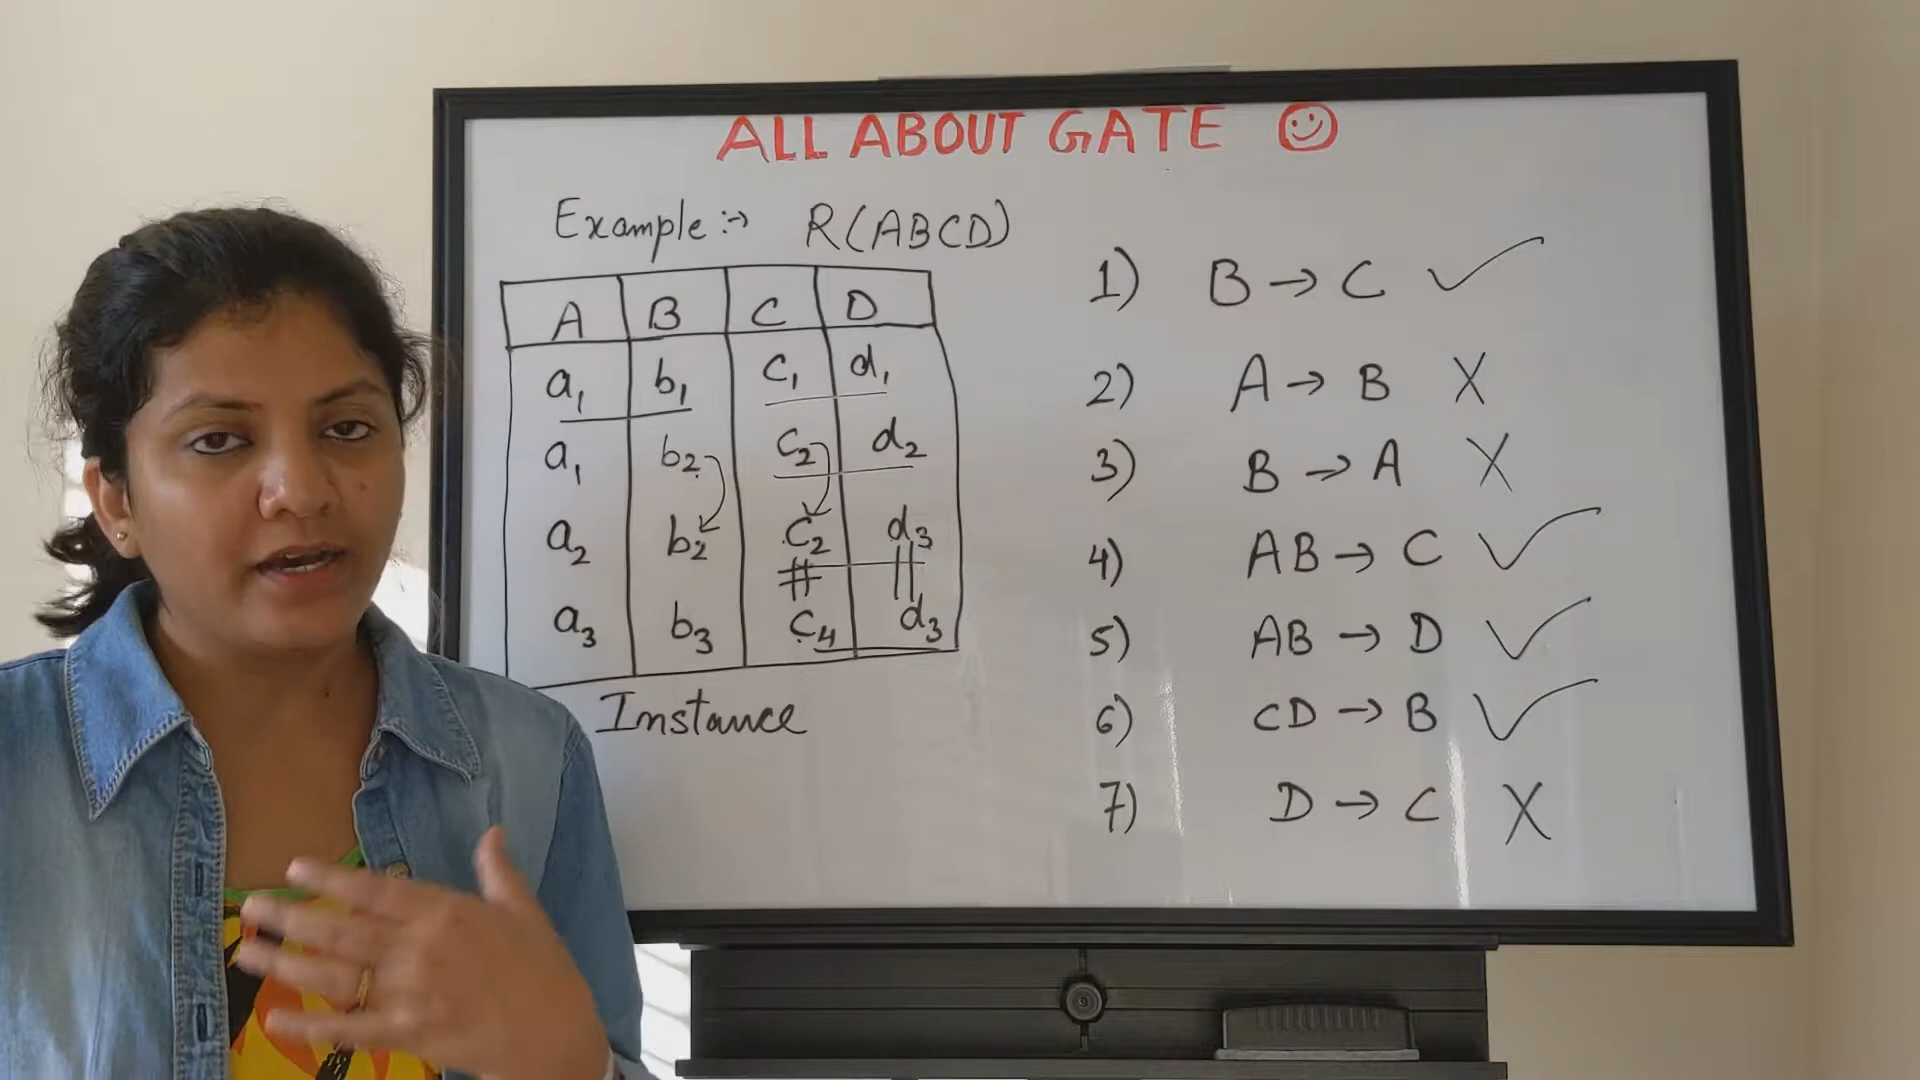 ALL ABOUT GATE ☺
Example :→ R(ABCD)
A B C D
a₁ b₁ c₁ d₁
a₁ b₂ c₂ d₂
a₂ b₂ c₂ d₃
a₃ b₃ c₄ d₃
Instance
1) B → C ✓
2) A → B X
3) B → A X
4) AB → C ✓
5) AB → D ✓
6) CD → B ✓
7) D → C X